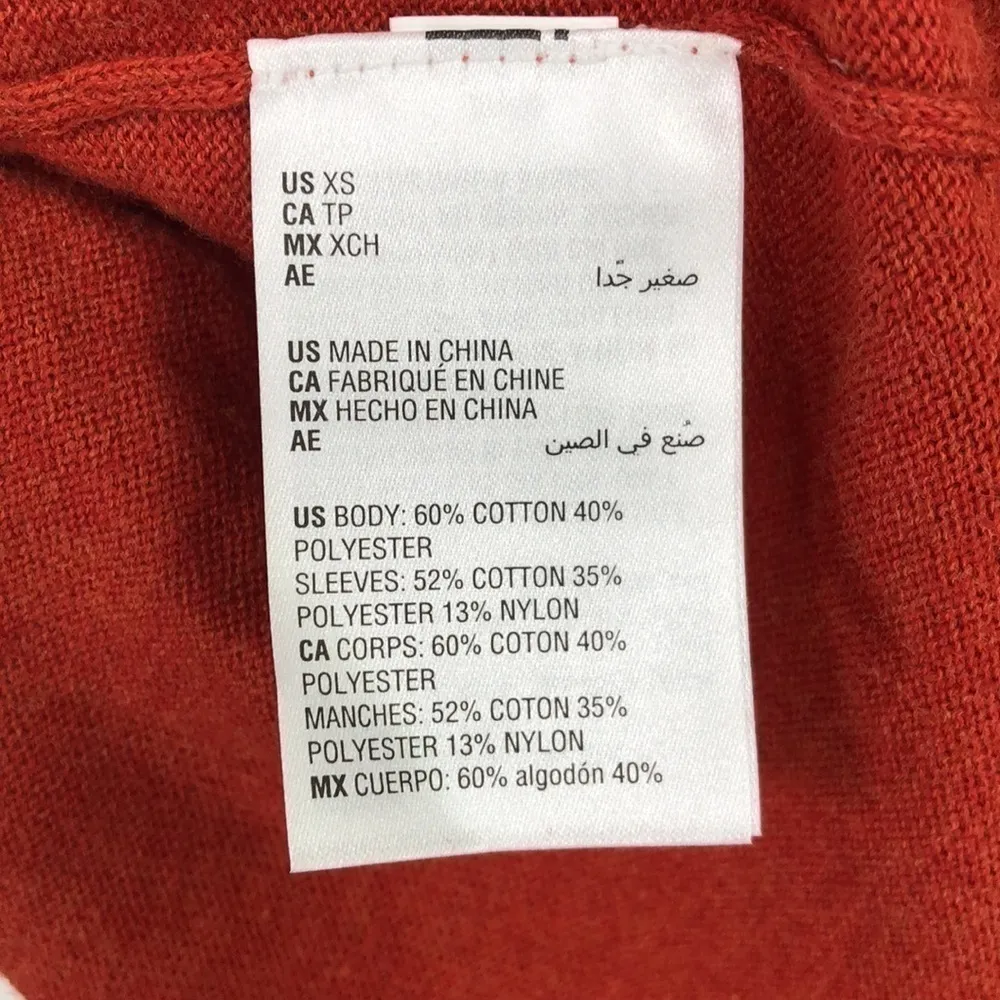 US XS
CA TP
MX XCH
AE صغير جّدا
US MADE IN CHINA
CA FABRIQUÉ EN CHINE
MX HECHO EN CHINA
AE صُنع في الصين
US BODY: 60% COTTON 40%
POLYESTER
SLEEVES: 52% COTTON 35%
POLYESTER 13% NYLON
CA CORPS: 60% COTON 40%
POLYESTER
MANCHES: 52% COTON 35%
POLYESTER 13% NYLON
MX CUERPO: 60% algodón 40%